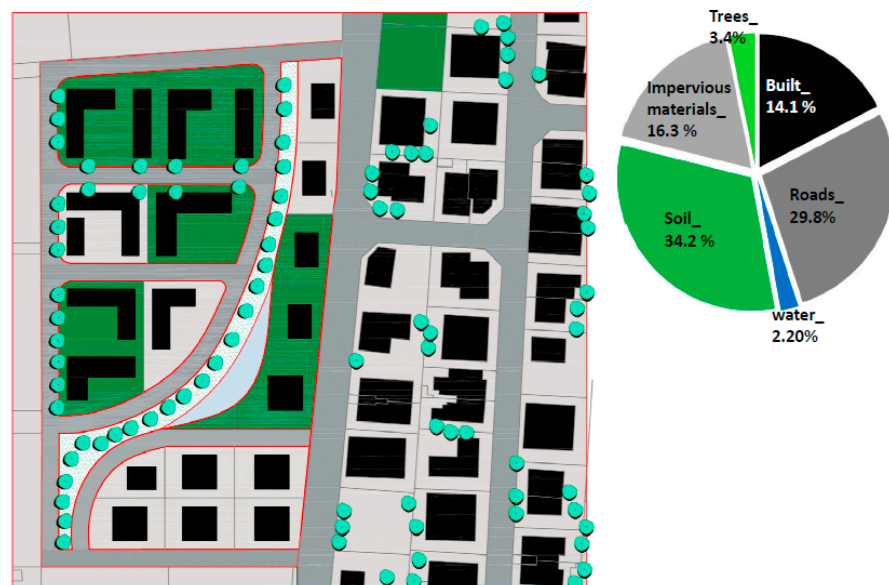 Trees_
3.4%
Built_
14.1 %
Impervious
materials_
16.3 %
Roads_
29.8%
Soil_
34.2 %
water_
2.20%